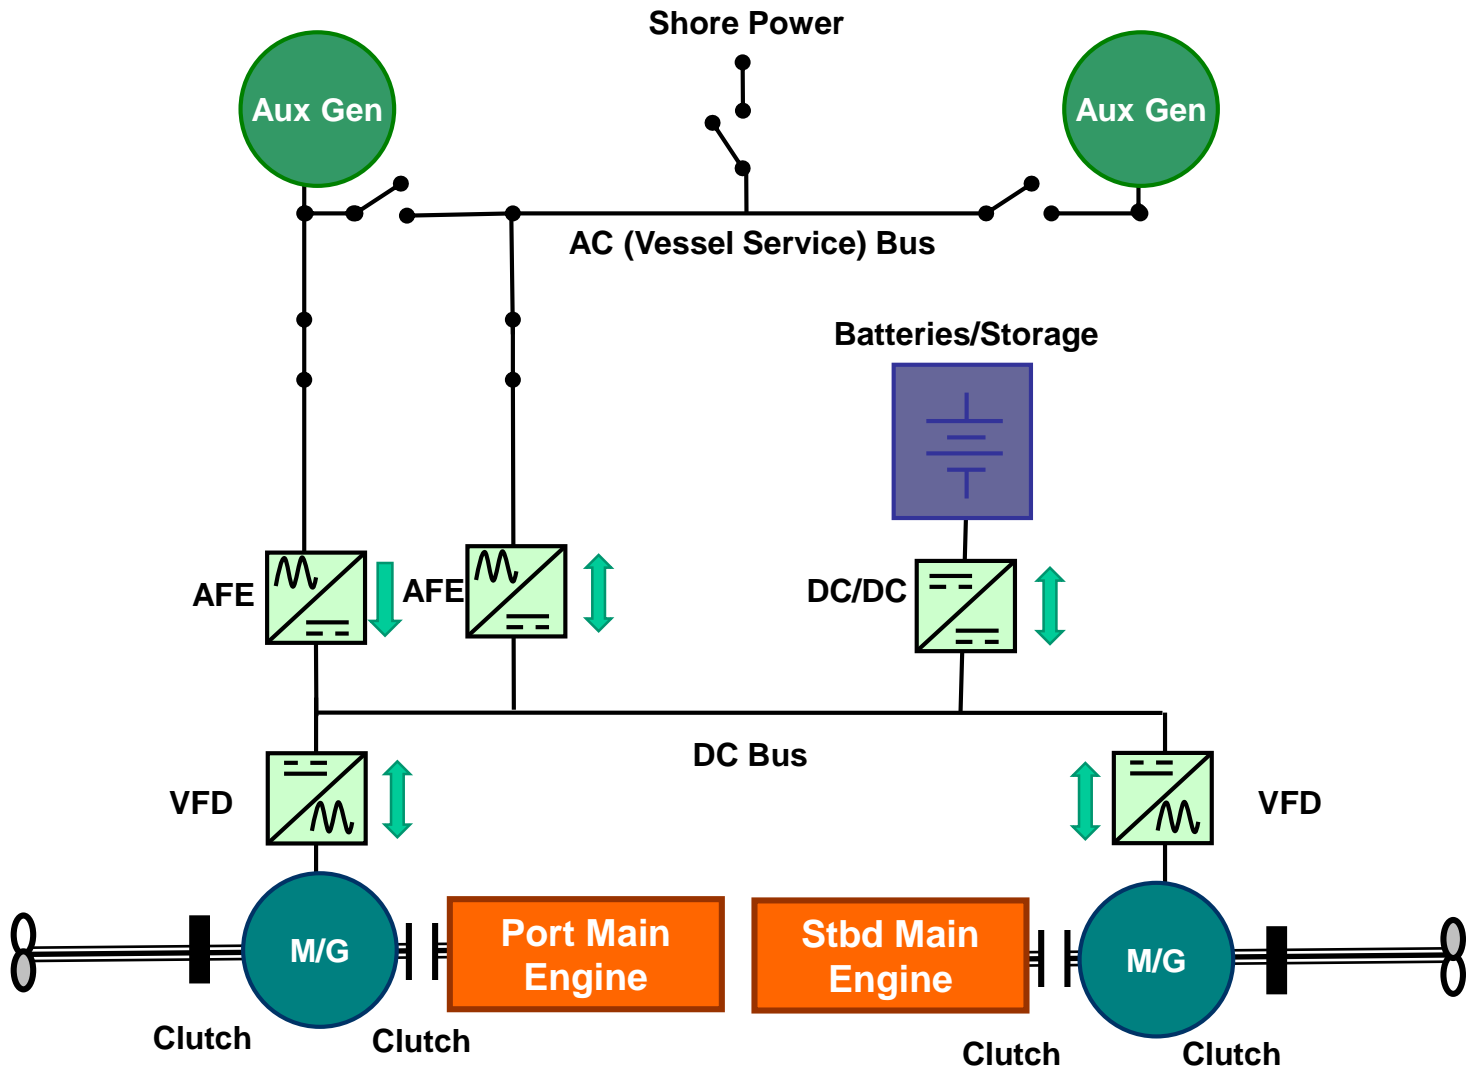 Shore Power
Aux Gen
Aux Gen
AC (Vessel Service) Bus
Batteries/Storage
AFE
AFE
DC/DC
DC Bus
VFD
VFD
Port Main
Engine
Stbd Main
Engine
M/G
M/G
Clutch
Clutch
Clutch
Clutch